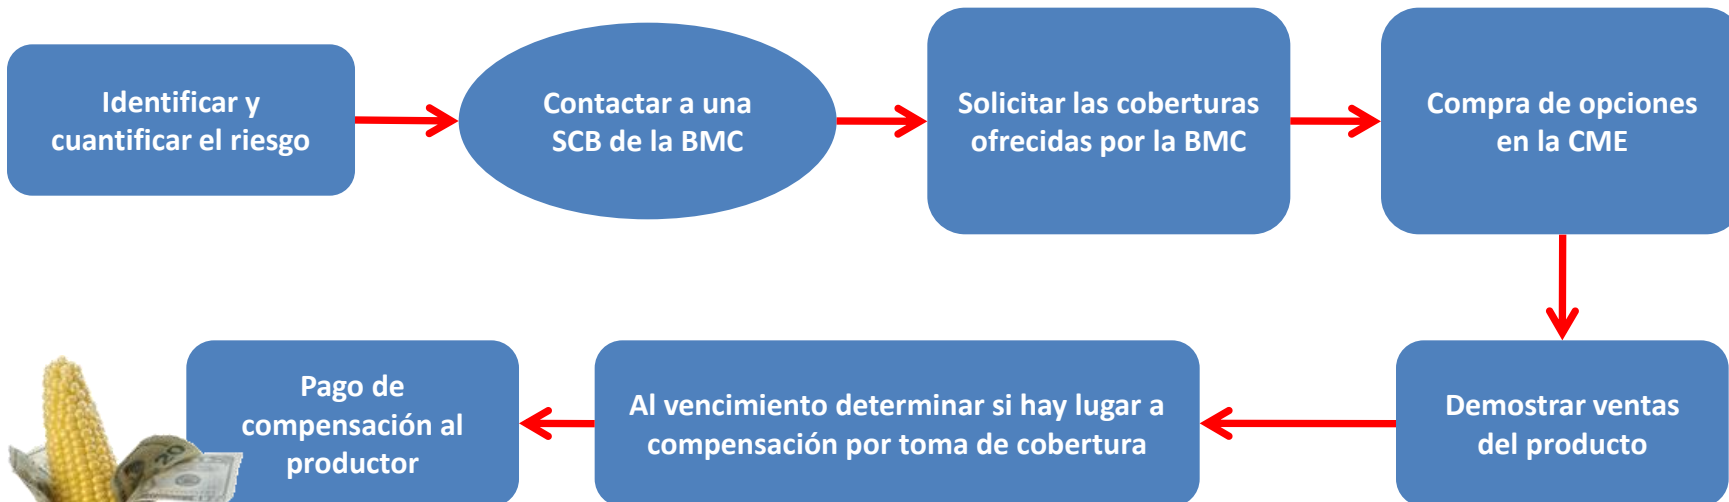 Identificar y
cuantificar el riesgo
Contactar a una
SCB de la BMC
Solicitar las coberturas
ofrecidas por la BMC
Compra de opciones
en la CME
Demostrar ventas
del producto
Al vencimiento determinar si hay lugar a
compensación por toma de cobertura
Pago de
compensación al
productor
20